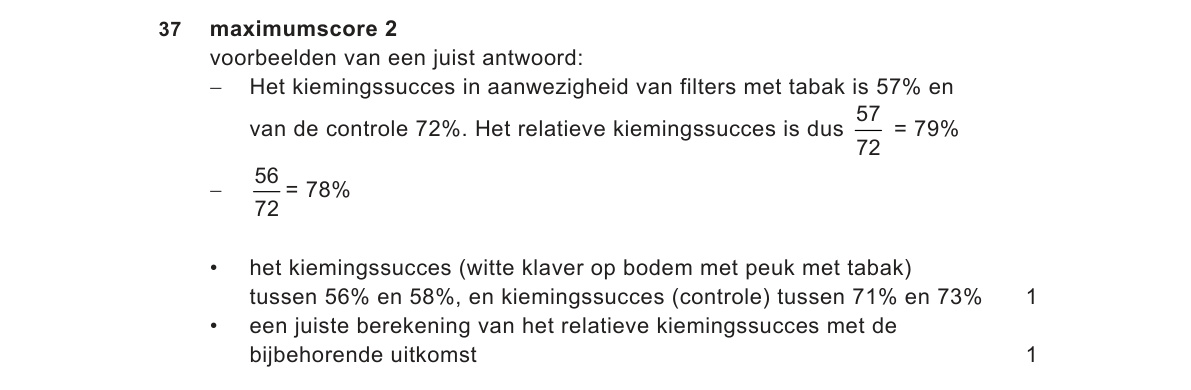 37 maximumscore 2
voorbeelden van een juist antwoord:
– Het kiemingssucces in aanwezigheid van filters met tabak is 57% en
van de controle 72%. Het relatieve kiemingssucces is dus 57/72 = 79%
– 56/72 = 78%
• het kiemingssucces (witte klaver op bodem met peuk met tabak)
tussen 56% en 58%, en kiemingssucces (controle) tussen 71% en 73% 1
• een juiste berekening van het relatieve kiemingssucces met de
bijbehorende uitkomst 1